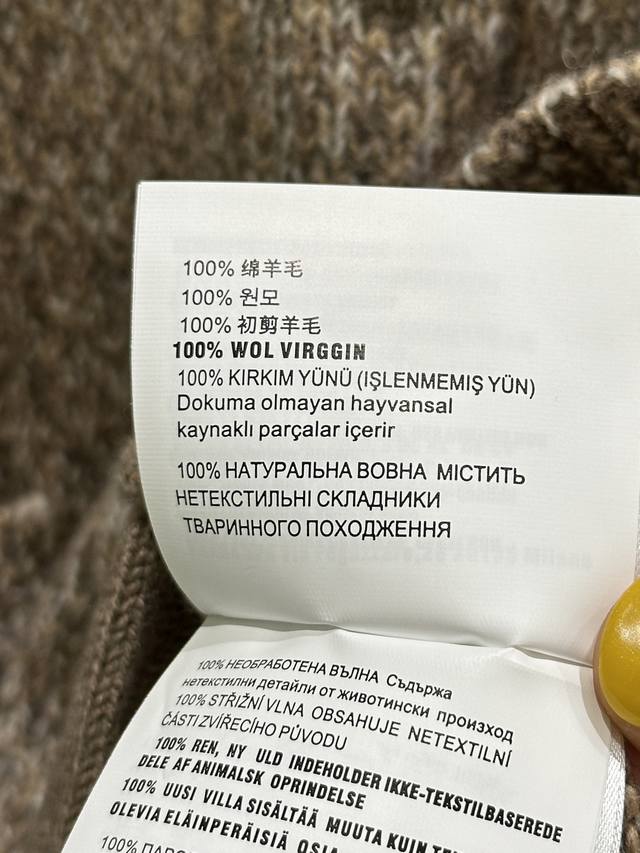 100% 绵羊毛
100% 원모
100% 初剪羊毛
100% WOL VIRGGIN
100% KIRKIM YÜNÜ (IŞLENMEMIŞ YÜN)
Dokuma olmayan hayvansal
kaynaklı parçalar içerir
100% НАТУРАЛЬНА ВОВНА МІСТИТЬ
НЕТЕКСТИЛЬНІ СКЛАДНИКИ
ТВАРИННОГО ПОХОДЖЕННЯ
100% НЕОБРАБОТЕНА ВЪЛНА Съдържа
нетекстилни детайли от животински произход
100% STŘIŽNÍ VLNA OBSAHUJE NETEXTILNÍ
ČÁSTI ZVÍŘECÍHO PŮVODU
100% REN, NY ULD INDEHOLDER IKKE-TEKSTILBASEREDE
DELE AF ANIMALSK OPRINDELSE
100% UUSI VILLA SISÄLTÄÄ MUUTA KUIN
OLEVIA ELÄINPERÄISIÄ
100%